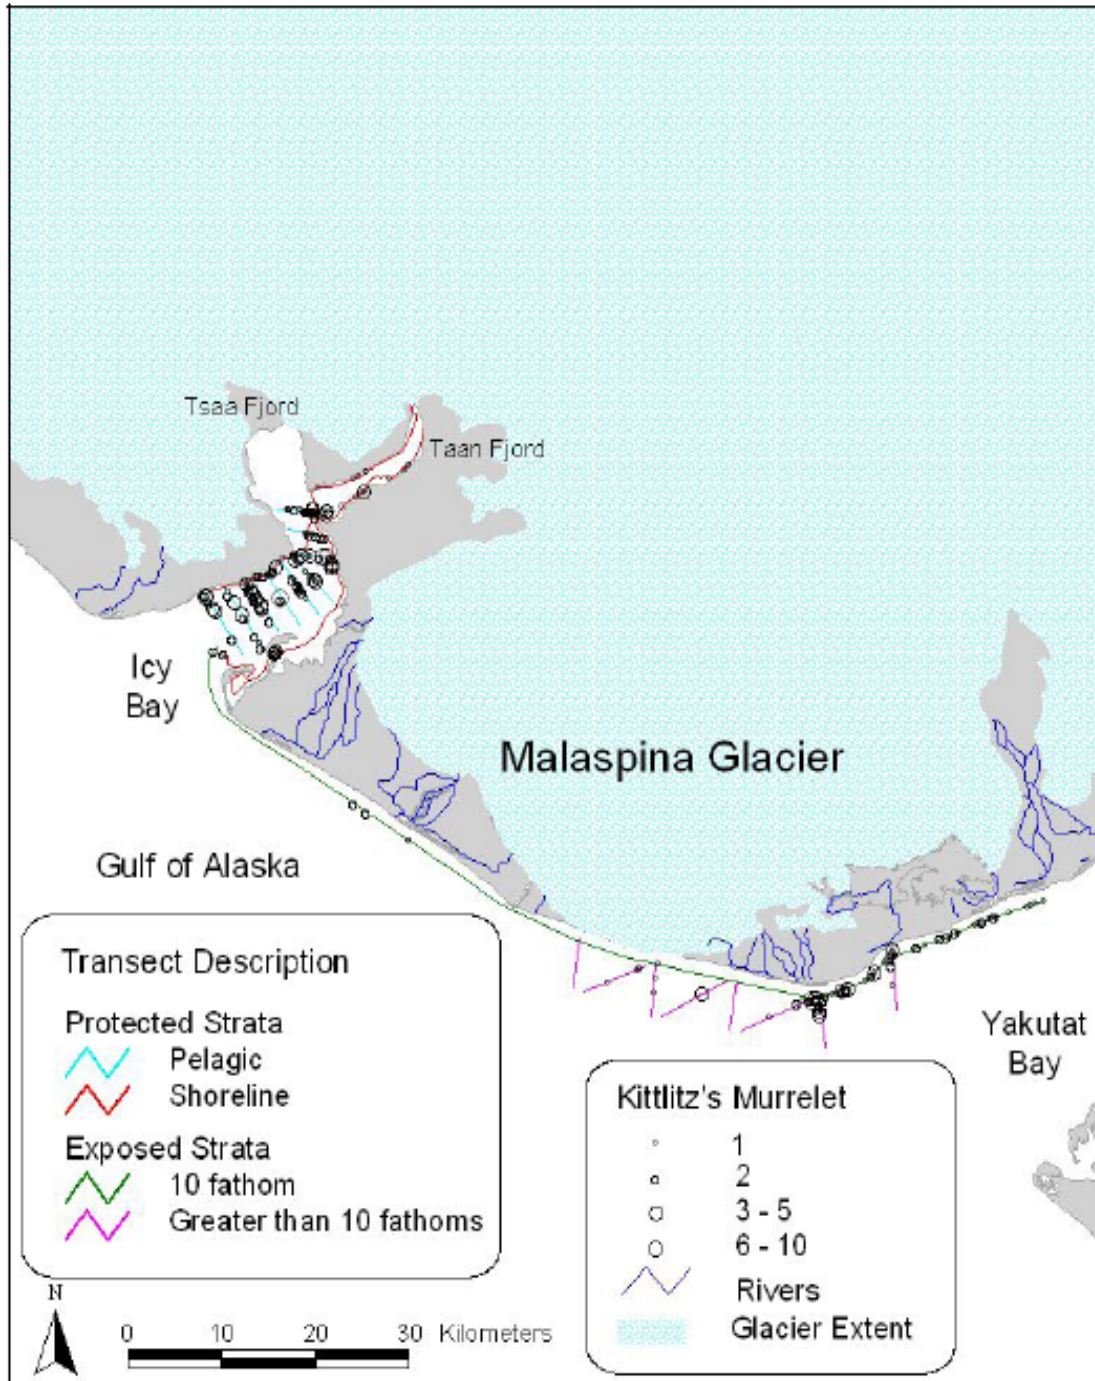 Tsaa Fjord
Taan Fjord
Icy
Bay
Malaspina Glacier
Gulf of Alaska
Yakutat
Bay
Transect Description
Protected Strata
Pelagic
Shoreline
Exposed Strata
10 fathom
Greater than 10 fathoms
Kittlitz's Murrelet
1
2
3 - 5
6 - 10
Rivers
Glacier Extent
N
0 10 20 30 Kilometers